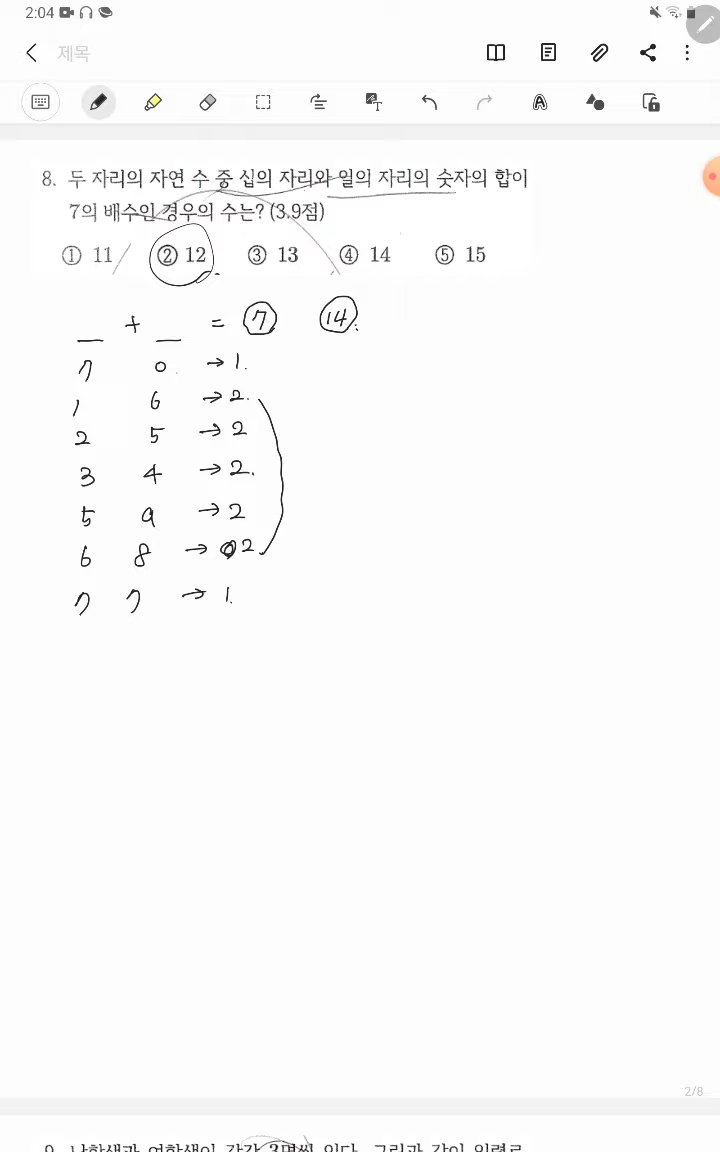 2:04
제목
8. 두 자리의 자연 수 중 십의 자리와 일의 자리의 숫자의 합이
7의 배수인 경우의 수는? (3.9점)
① 11 ② 12 ③ 13 ④ 14 ⑤ 15
_ + _ = 7 14
7 0 → 1.
1 6 → 2.
2 5 → 2
3 4 → 2.
5 9 → 2
6 8 → 2
7 7 → 1.
2/8